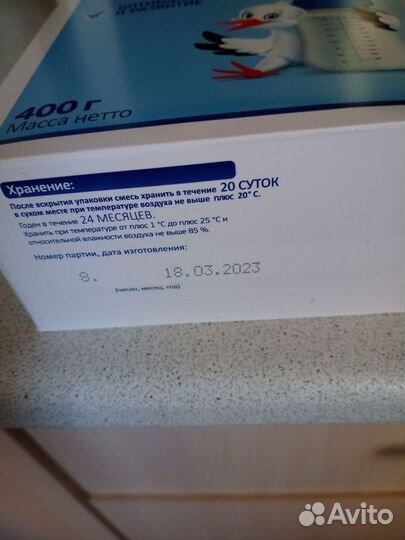 И РАЗВИТИЕ
400 г
Масса нетто
Хранение:
После вскрытия упаковки смесь хранить в течение 20 СУТОК
в сухом месте при температуре воздуха не выше плюс 20° С.
Годен в течение 24 МЕСЯЦЕВ.
Хранить при температуре от плюс 1 °С до плюс 25 °С и
относительной влажности воздуха не выше 85 %.
Номер партии, дата изготовления:
8. 18.03.2023
(число, месяц, год)
Avito